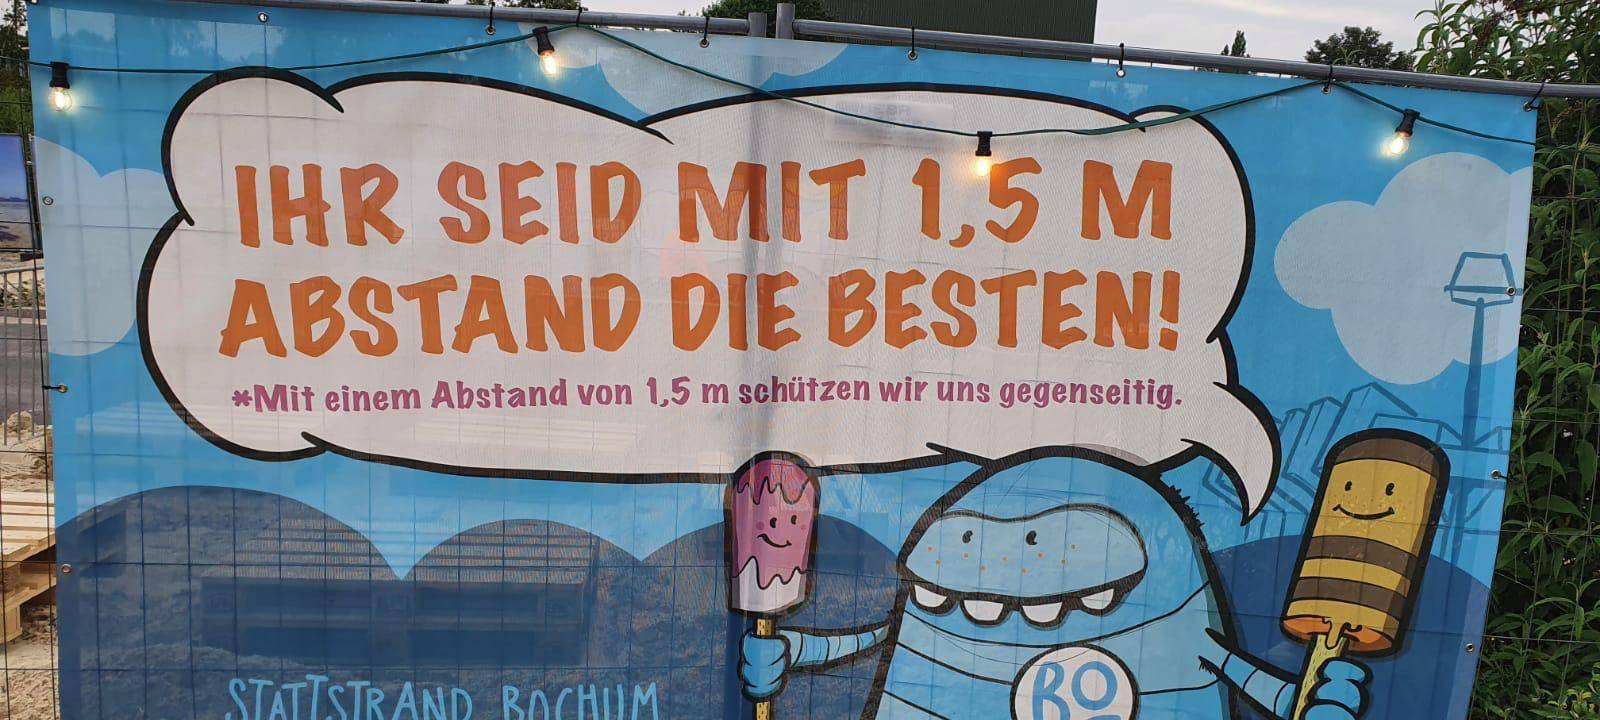 IHR SEID MIT 1,5 M
ABSTAND DIE BESTEN!
*Mit einem Abstand von 1,5 m schützen wir uns gegenseitig.
STATTSTRAND BOCHUM
BO